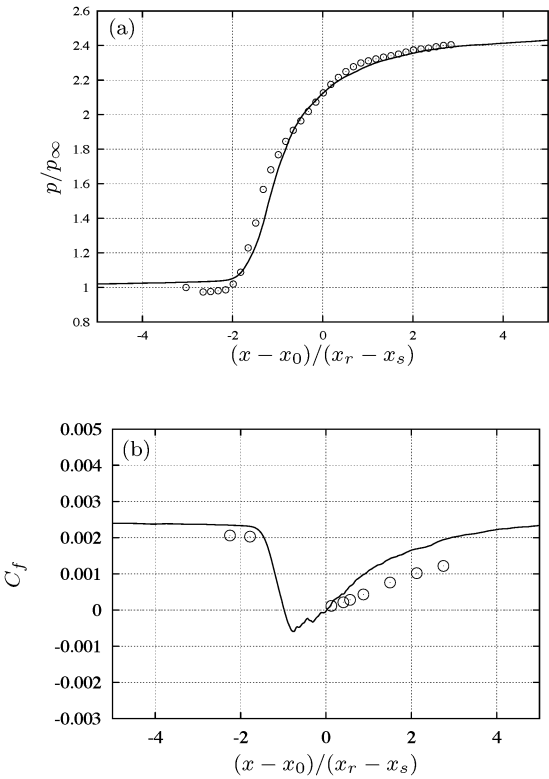 (a)
2.6
2.4
2.2
2
1.8
1.6
1.4
1.2
1
0.8
p/p∞
-4 -2 0 2 4
(x − x₀)/(xᵣ − xₛ)
(b)
0.005
0.004
0.003
0.002
0.001
0
-0.001
-0.002
-0.003
C_f
-4 -2 0 2 4
(x − x₀)/(xᵣ − xₛ)